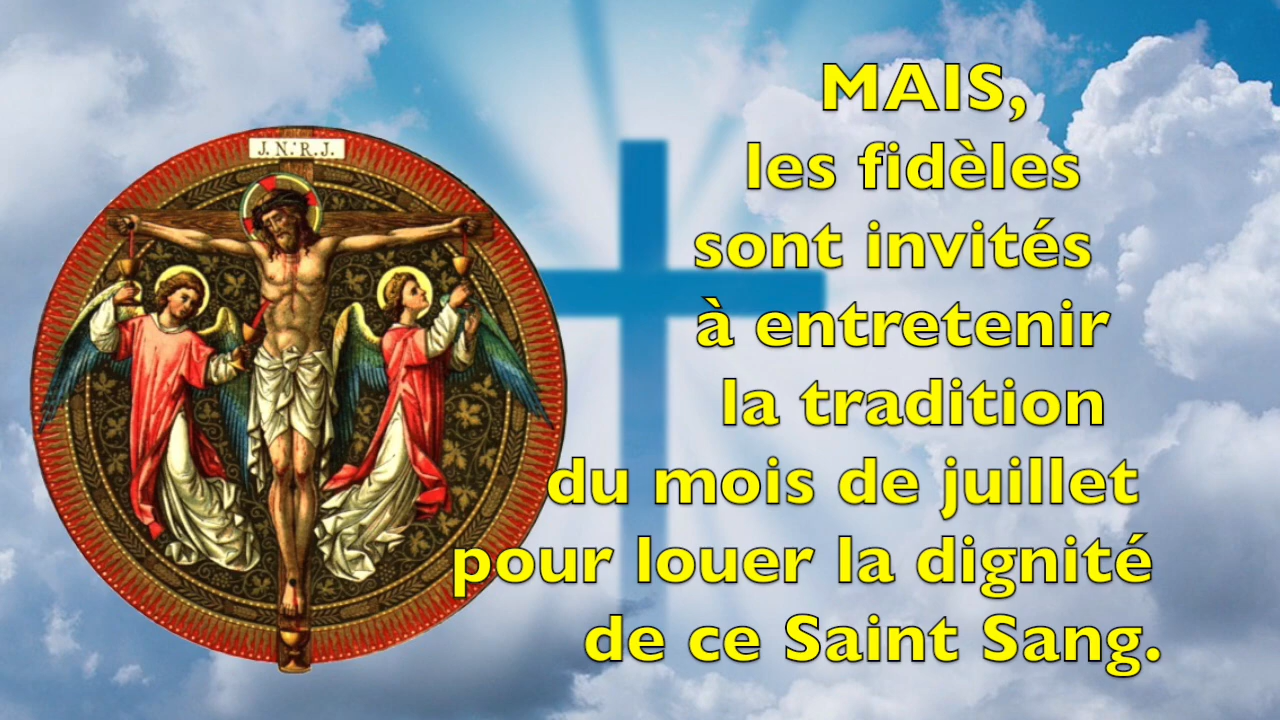 J.N.R.J.
MAIS,
les fidèles
sont invités
à entretenir
la tradition
du mois de juillet
pour louer la dignité
de ce Saint Sang.